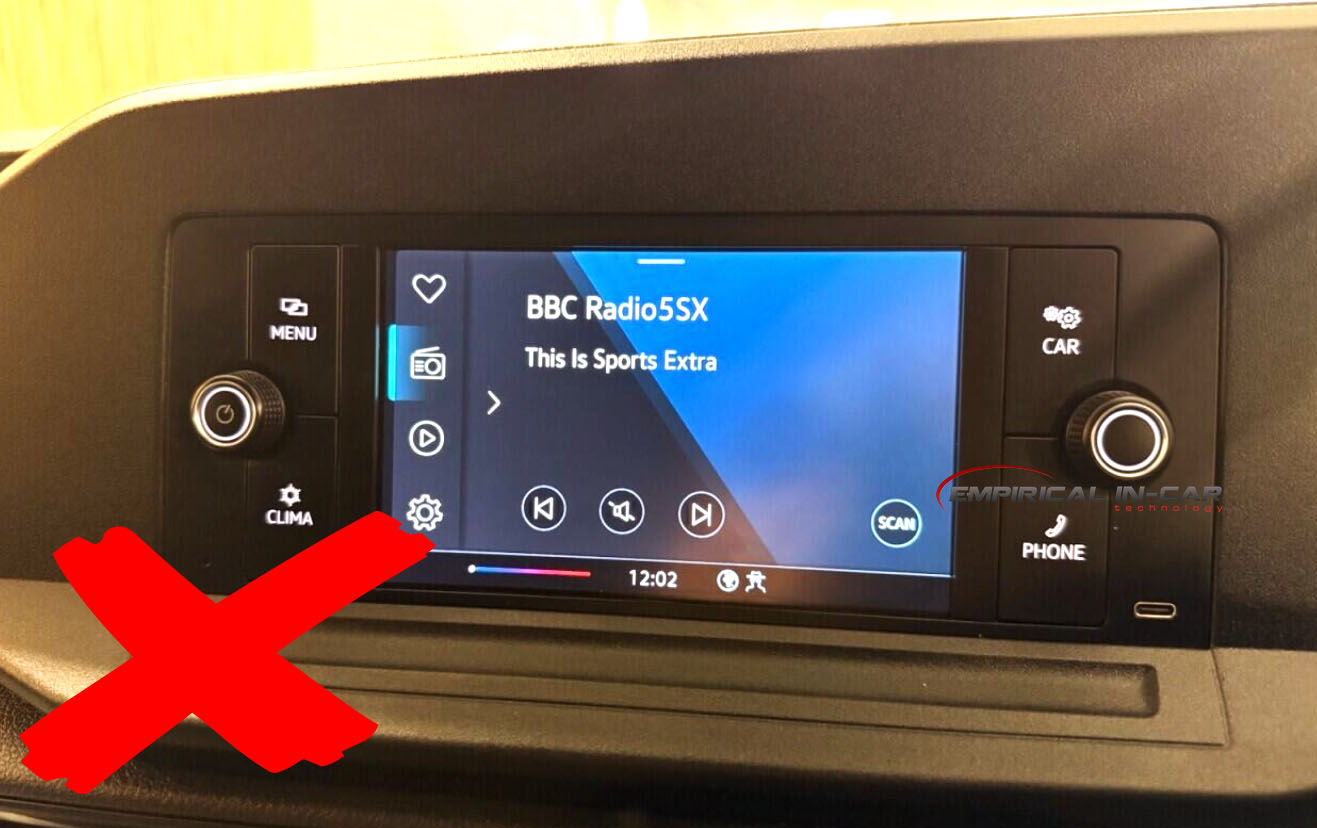 BBC Radio5SX
This Is Sports Extra
MENU
CLIMA
CAR
PHONE
SCAN
12:02
EMPIRICAL IN-CAR
technology